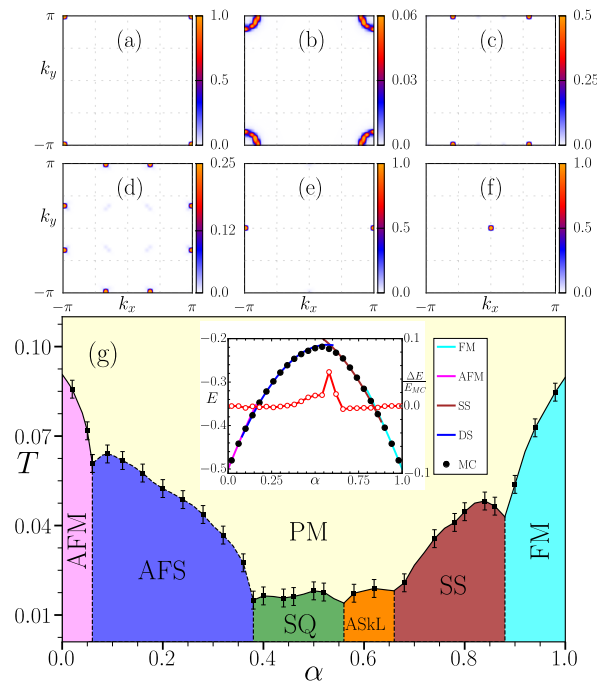 π (a) 1.0 (b) 0.06 (c) 0.5
k_y 0.5 0.03
−π 0.0 0.0 0.0
π (d) 0.25 (e) 1.0 (f) 1.0
k_y 0.12 0.5 0.5
−π 0.0 0.0 0.0
−π k_x π −π k_x π −π k_x π
(g)
0.10
0.07
0.04
0.01
T
−0.2
−0.3
−0.4
−0.5
E
0.00 0.25 α 0.75 1.0
0.1
ΔE
E_MC
0.0
−0.1
FM
AFM
SS
DS
MC
PM
AFM
AFS
SQ
ASkL
SS
FM
0.0 0.2 0.4 0.6 0.8 1.0
α